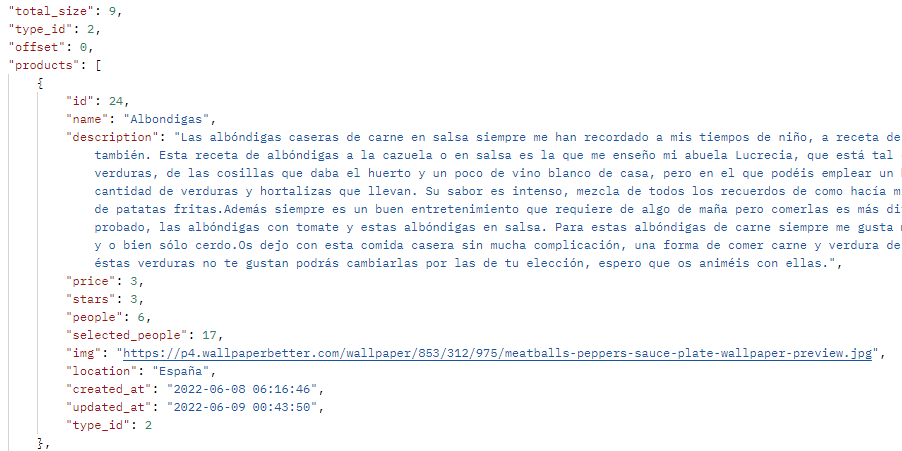 "total_size": 9,
"type_id": 2,
"offset": 0,
"products": [
{
"id": 24,
"name": "Albondigas",
"description": "Las albóndigas caseras de carne en salsa siempre me han recordado a mis tiempos de niño, a receta de
también. Esta receta de albóndigas a la cazuela o en salsa es la que me enseño mi abuela Lucrecia, que está tal
verduras, de las cosillas que daba el huerto y un poco de vino blanco de casa, pero en el que podéis emplear un
cantidad de verduras y hortalizas que llevan. Su sabor es intenso, mezcla de todos los recuerdos de como hacía
de patatas fritas.Además siempre es un buen entretenimiento que requiere de algo de maña pero comerlas es más
probado, las albóndigas con tomate y estas albóndigas en salsa. Para estas albóndigas de carne siempre me gusta
y o bien sólo cerdo.Os dejo con esta comida casera sin mucha complicación, una forma de comer carne y verdura de
éstas verduras no te gustan podrás cambiarlas por las de tu elección, espero que os animéis con ellas.",
"price": 3,
"stars": 3,
"people": 6,
"selected_people": 17,
"img": "https://p4.wallpaperbetter.com/wallpaper/853/312/975/meatballs-peppers-sauce-plate-wallpaper-preview.jpg",
"location": "España",
"created_at": "2022-06-08 06:16:46",
"updated_at": "2022-06-09 00:43:50",
"type_id": 2
},